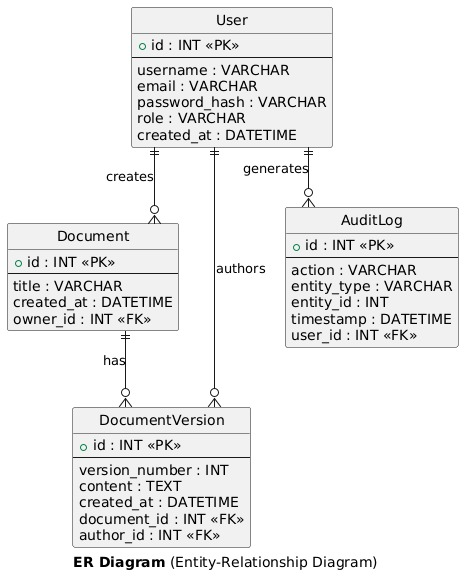 User
id : INT «PK»
username : VARCHAR
email : VARCHAR
password_hash : VARCHAR
role : VARCHAR
created_at : DATETIME
creates
generates
authors
Document
id : INT «PK»
title : VARCHAR
created_at : DATETIME
owner_id : INT «FK»
AuditLog
id : INT «PK»
action : VARCHAR
entity_type : VARCHAR
entity_id : INT
timestamp : DATETIME
user_id : INT «FK»
has
DocumentVersion
id : INT «PK»
version_number : INT
content : TEXT
created_at : DATETIME
document_id : INT «FK»
author_id : INT «FK»
ER Diagram (Entity-Relationship Diagram)